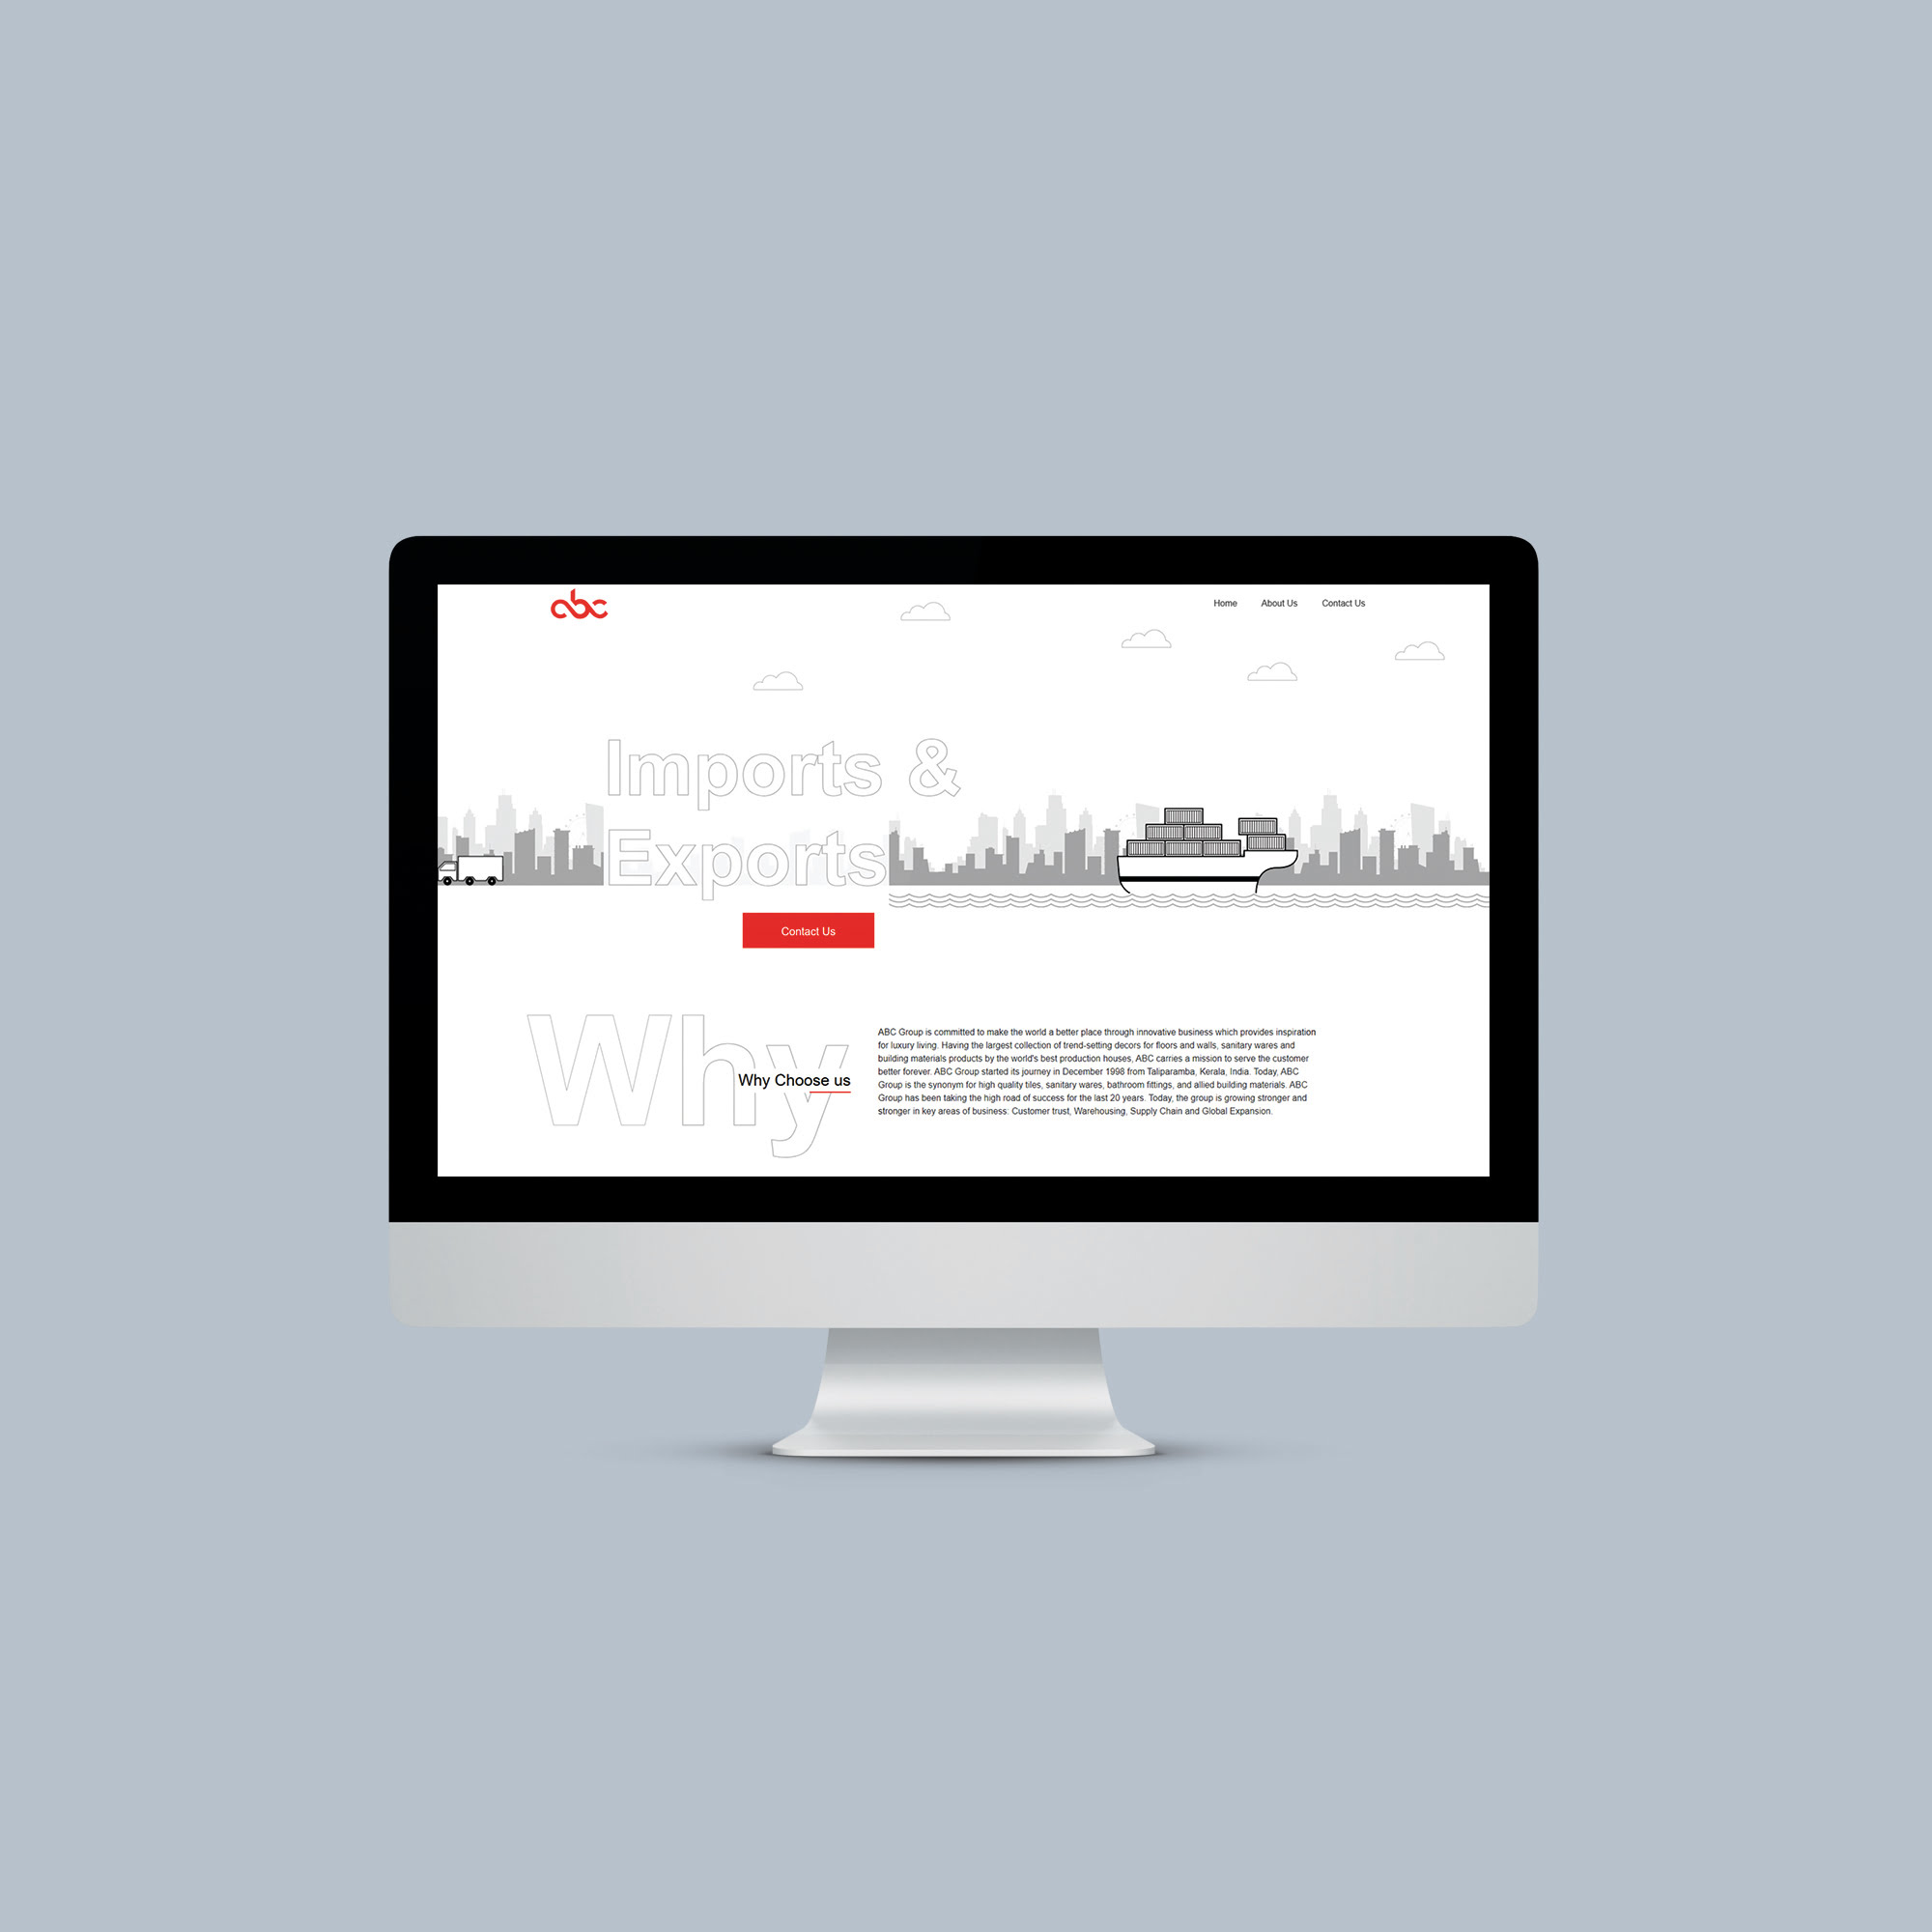 abc
Home About Us Contact Us
Imports &
Exports
Contact Us
Why
Why Choose us
ABC Group is committed to make the world a better place through innovative business which provides inspiration
for luxury living. Having the largest collection of trend-setting decors for floors and walls, sanitary wares and
building materials products by the world's best production houses, ABC carries a mission to serve the customer
better forever. ABC Group started its journey in December 1998 from Taliparamba, Kerala, India. Today, ABC
Group is the synonym for high quality tiles, sanitary wares, bathroom fittings, and allied building materials. ABC
Group has been taking the high road of success for the last 20 years. Today, the group is growing stronger and
stronger in key areas of business: Customer trust, Warehousing, Supply Chain and Global Expansion.